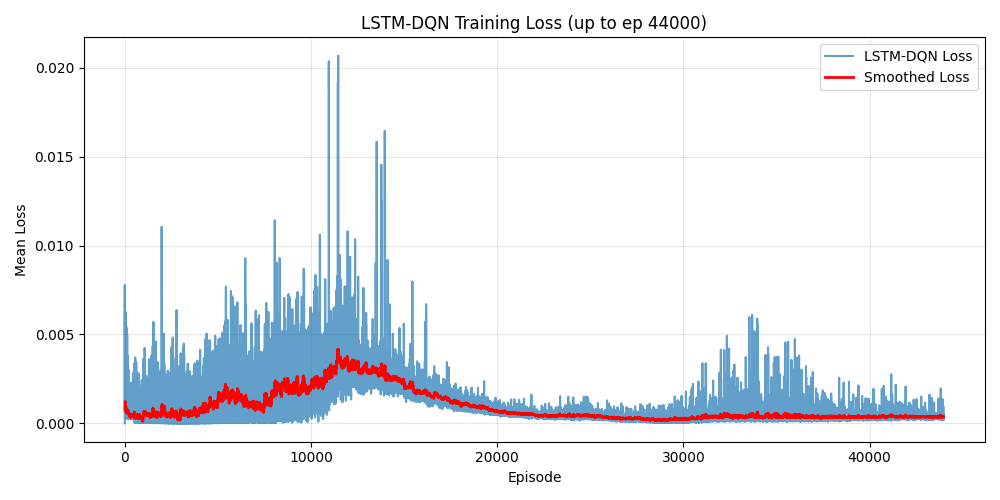 LSTM-DQN Training Loss (up to ep 44000)
LSTM-DQN Loss
Smoothed Loss
Mean Loss
0.020
0.015
0.010
0.005
0.000
0 10000 20000 30000 40000
Episode